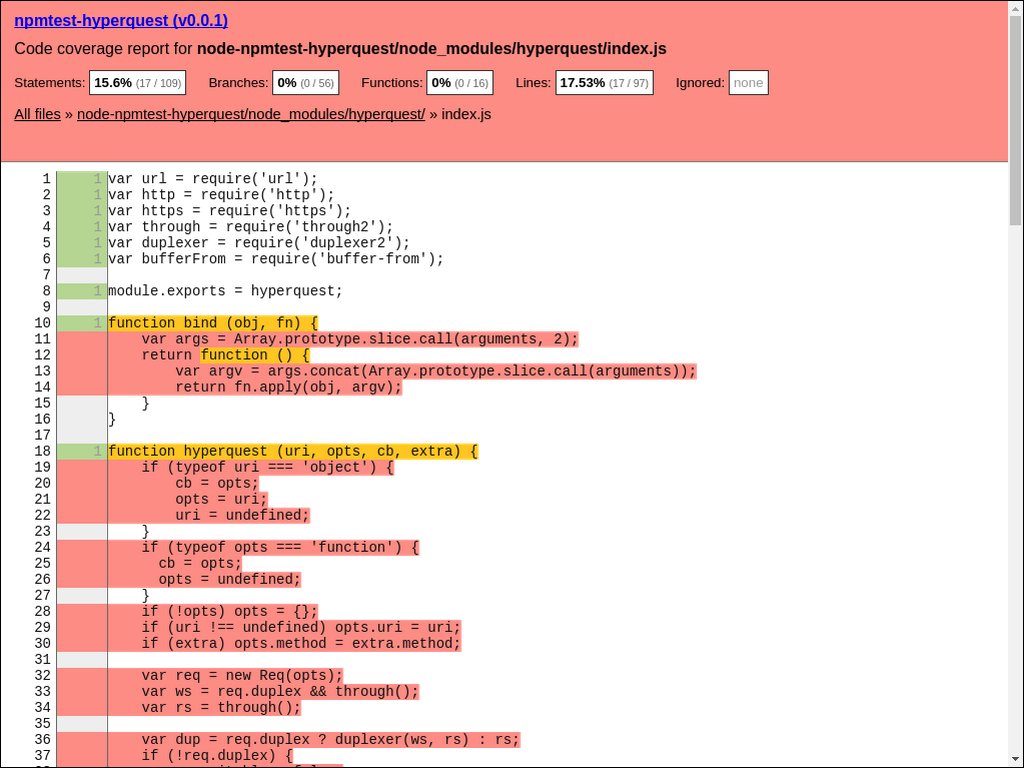 npmtest-hyperquest (v0.0.1)
Code coverage report for node-npmtest-hyperquest/node_modules/hyperquest/index.js
Statements: 15.6% (17 / 109) Branches: 0% (0 / 56) Functions: 0% (0 / 16) Lines: 17.53% (17 / 97) Ignored: none
All files » node-npmtest-hyperquest/node_modules/hyperquest/ » index.js
1 1 var url = require('url');
2 1 var http = require('http');
3 1 var https = require('https');
4 1 var through = require('through2');
5 1 var duplexer = require('duplexer2');
6 1 var bufferFrom = require('buffer-from');
7
8 1 module.exports = hyperquest;
9
10 1 function bind (obj, fn) {
11     var args = Array.prototype.slice.call(arguments, 2);
12     return function () {
13         var argv = args.concat(Array.prototype.slice.call(arguments));
14         return fn.apply(obj, argv);
15     }
16 }
17
18 1 function hyperquest (uri, opts, cb, extra) {
19     if (typeof uri === 'object') {
20         cb = opts;
21         opts = uri;
22         uri = undefined;
23     }
24     if (typeof opts === 'function') {
25       cb = opts;
26       opts = undefined;
27     }
28     if (!opts) opts = {};
29     if (uri !== undefined) opts.uri = uri;
30     if (extra) opts.method = extra.method;
31
32     var req = new Req(opts);
33     var ws = req.duplex && through();
34     var rs = through();
35
36     var dup = req.duplex ? duplexer(ws, rs) : rs;
37     if (!req.duplex) {